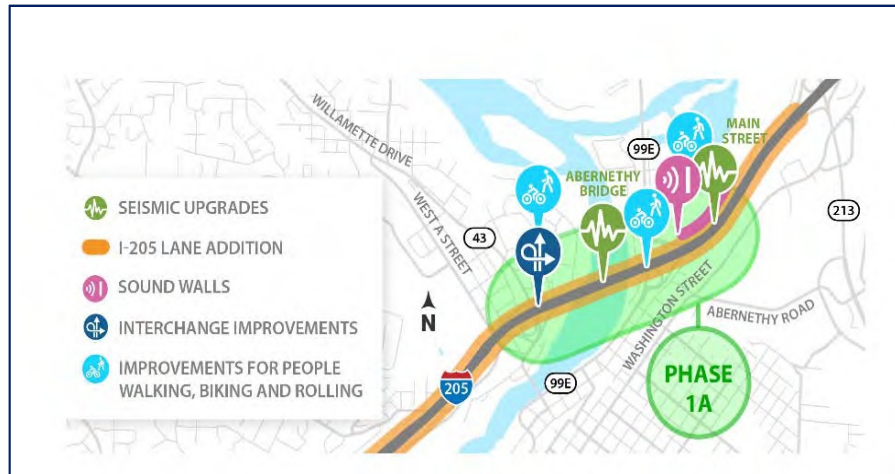 WILLAMETTE DRIVE
WEST A STREET
43
ABERNETHY
BRIDGE
99E
MAIN
STREET
213
SEISMIC UPGRADES
I-205 LANE ADDITION
SOUND WALLS
INTERCHANGE IMPROVEMENTS
IMPROVEMENTS FOR PEOPLE
WALKING, BIKING AND ROLLING
N
205
99E
WASHINGTON STREET
ABERNETHY ROAD
PHASE
1A